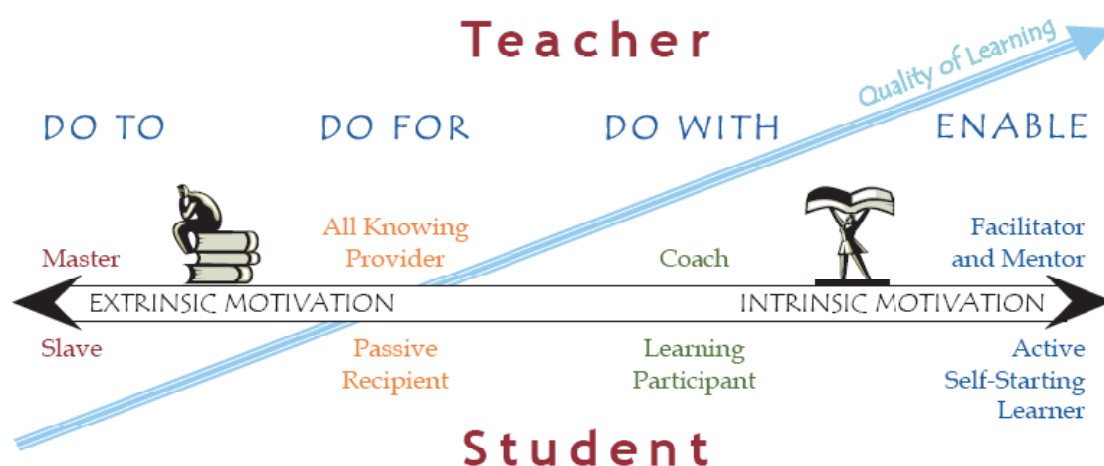 Teacher
Quality of Learning
DO TO
DO FOR
DO WITH
ENABLE
Master
All Knowing
Provider
Coach
Facilitator
and Mentor
EXTRINSIC MOTIVATION
INTRINSIC MOTIVATION
Slave
Passive
Recipient
Learning
Participant
Active
Self-Starting
Learner
Student